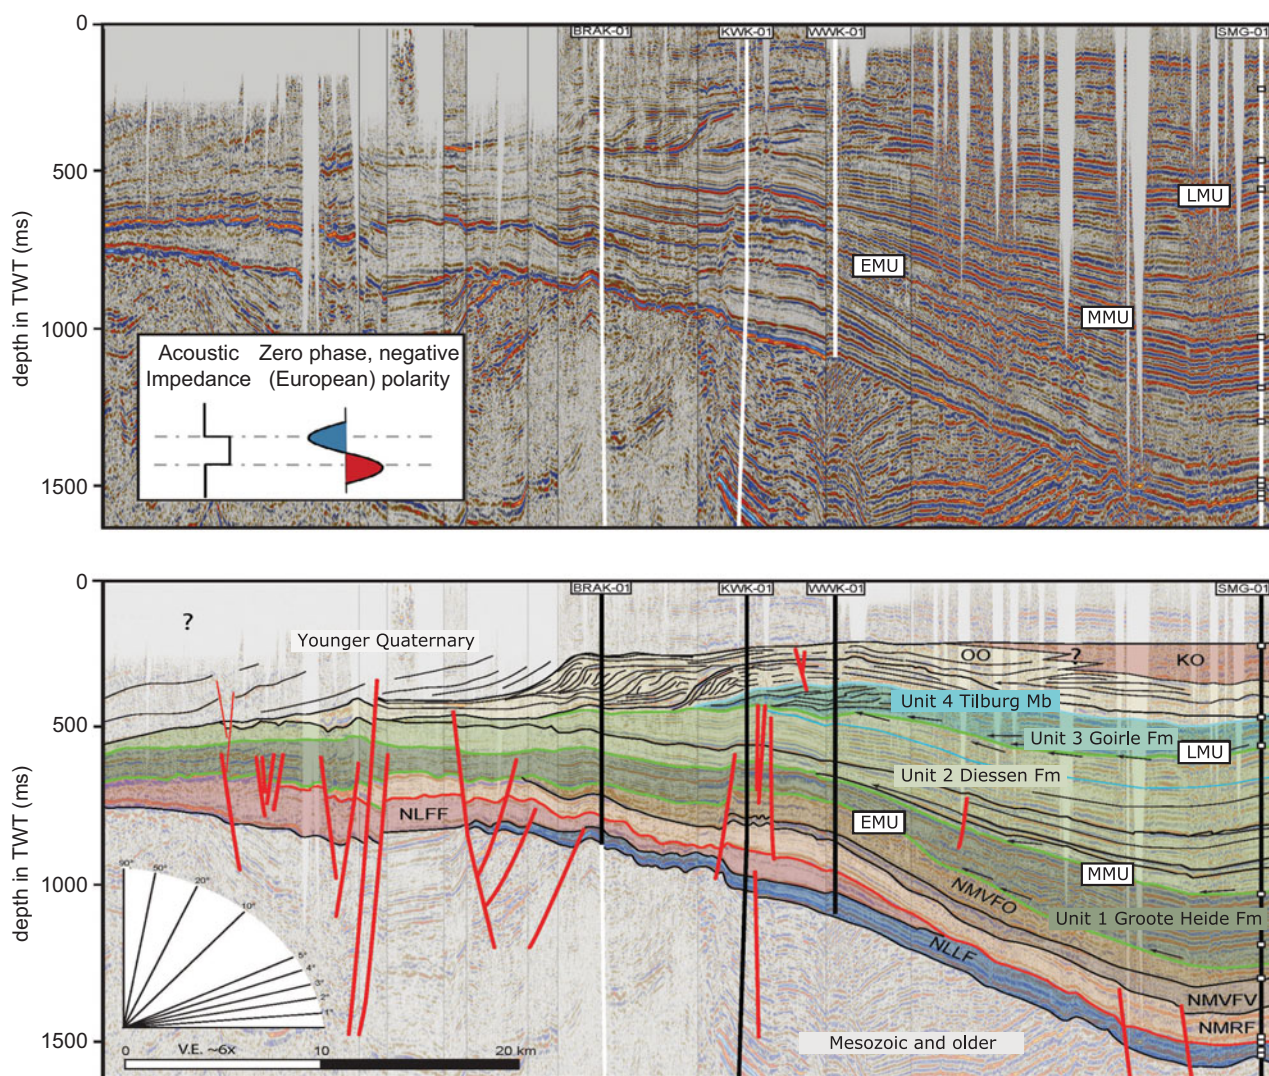 0
500
1000
1500
depth in TWT (ms)
BRAK-01
KWK-01
WWK-01
SMG-01
LMU
EMU
MMU
Acoustic
Impedance
Zero phase, negative
(European) polarity
0
500
1000
1500
depth in TWT (ms)
BRAK-01
KWK-01
WWK-01
SMG-01
?
Younger Quaternary
OO
?
KO
Unit 4 Tilburg Mb
Unit 3 Goirle Fm
LMU
Unit 2 Diessen Fm
NLFF
EMU
MMU
NMVFO
Unit 1 Groote Heide Fm
NLLF
NMVFV
NMRF
Mesozoic and older
90°
50°
20°
10°
5°
4°
3°
2°
1°
V.E. ~6x
0
10
20 km